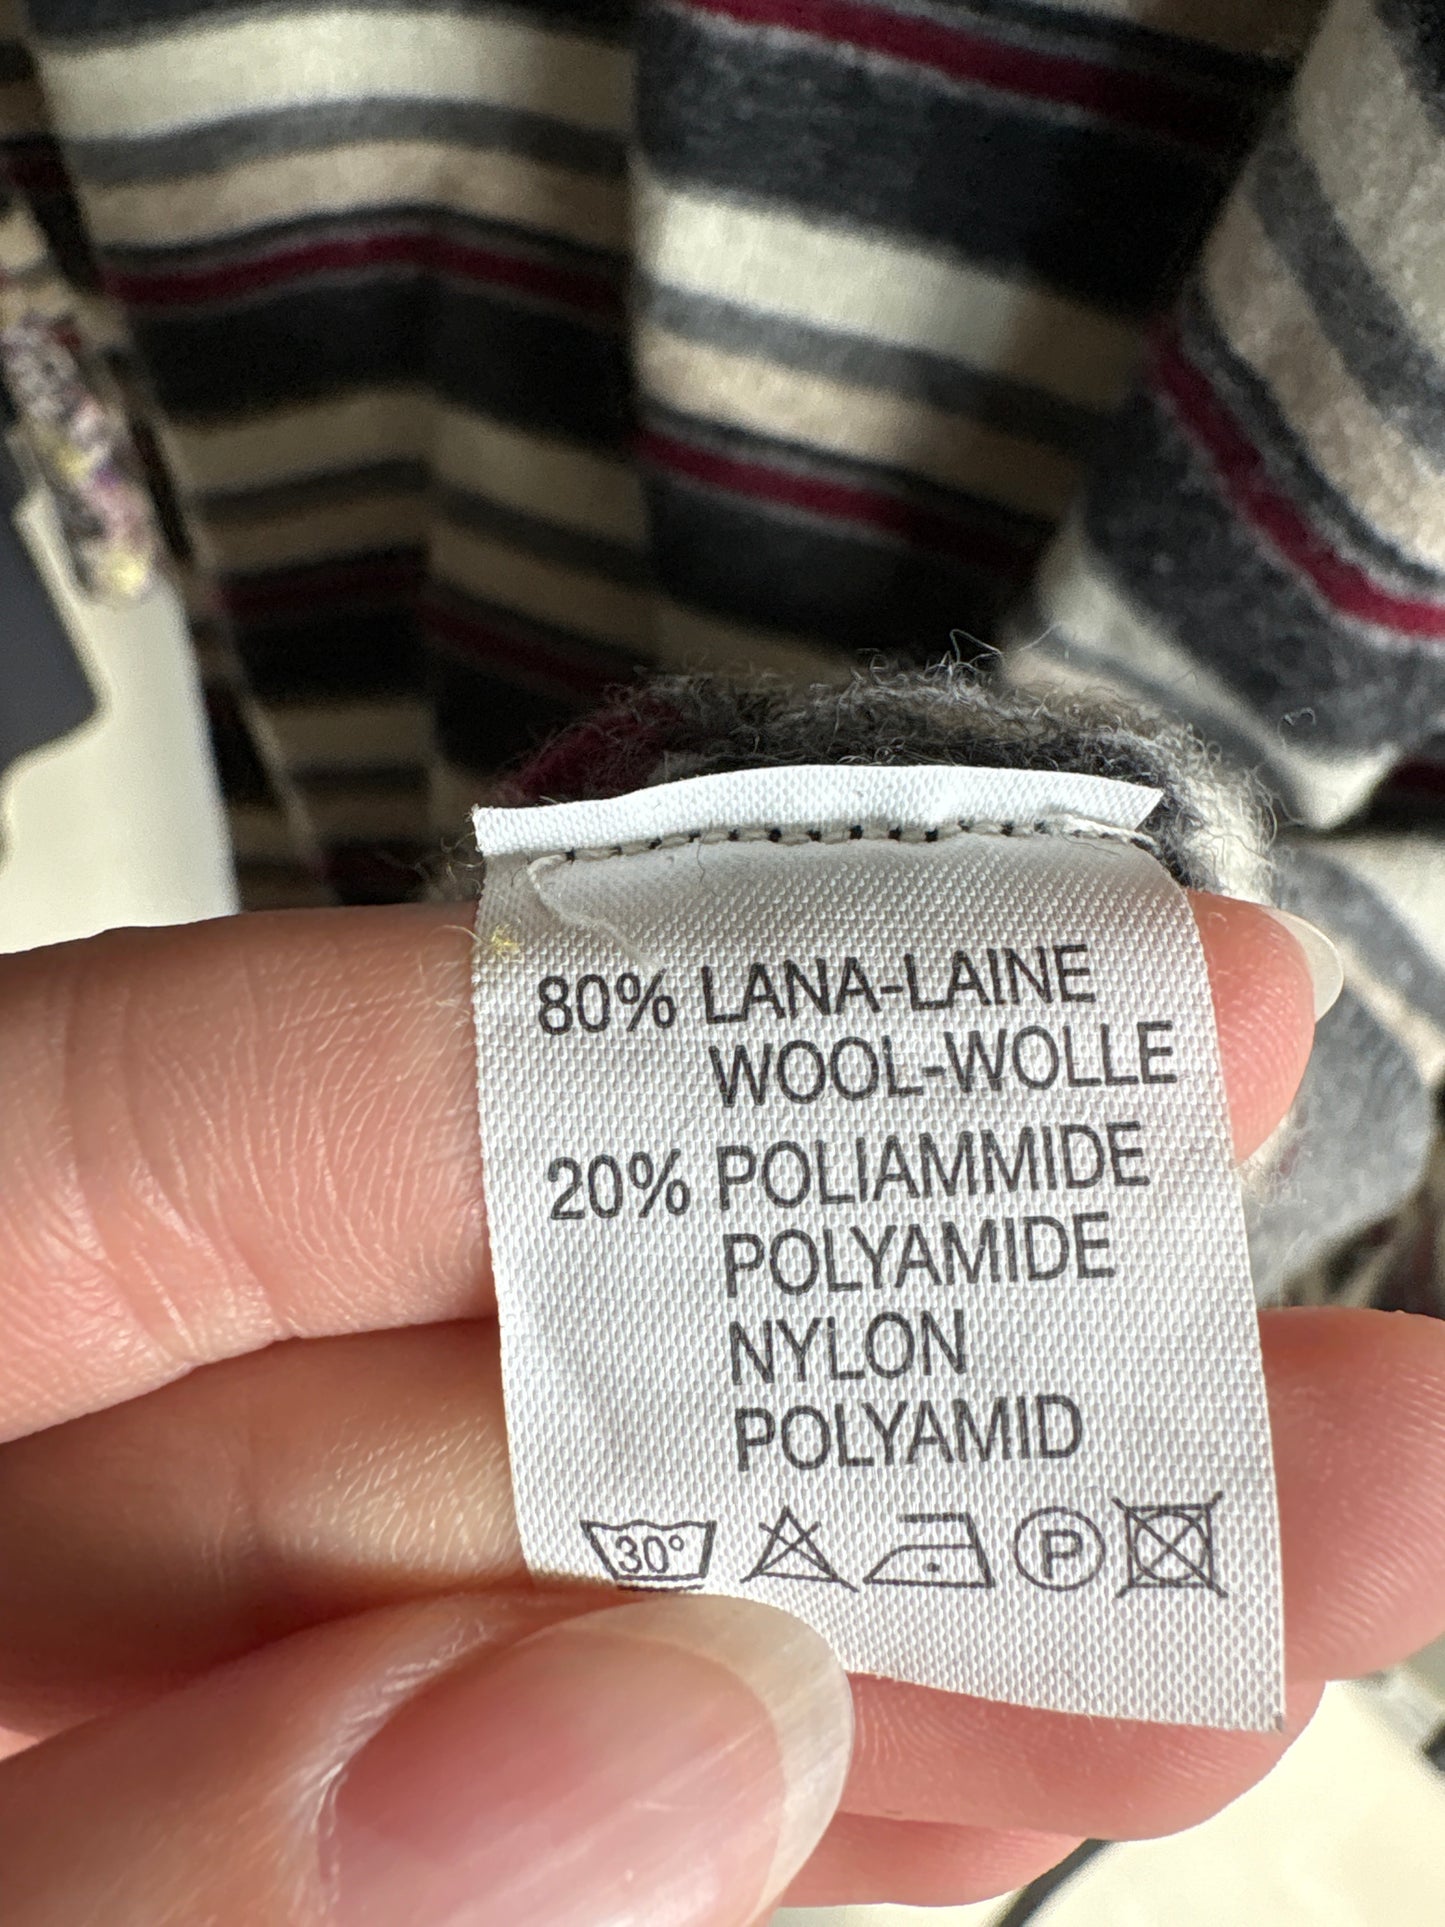 80% LANA-LAINE
WOOL-WOLLE
20% POLIAMMIDE
POLYAMIDE
NYLON
POLYAMID
30° P